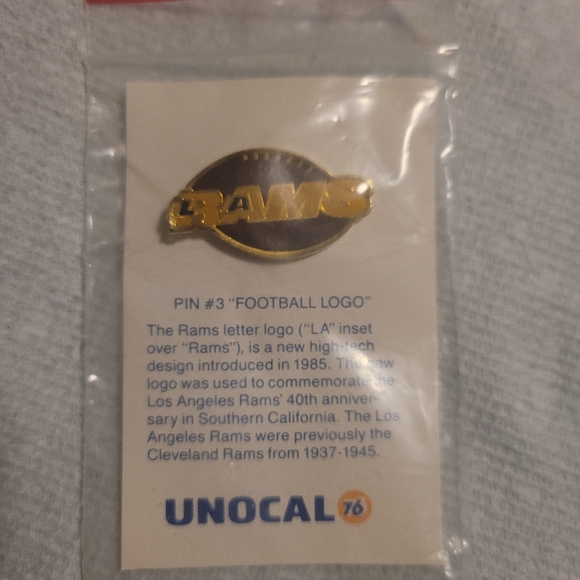 LA RAMS
PIN #3 "FOOTBALL LOGO"
The Rams letter logo ("LA" inset
over "Rams"), is a new high-tech
design introduced in 1985. The new
logo was used to commemorate the
Los Angeles Rams' 40th anniver-
sary in Southern California. The Los
Angeles Rams were previously the
Cleveland Rams from 1937-1945.
UNOCAL 76